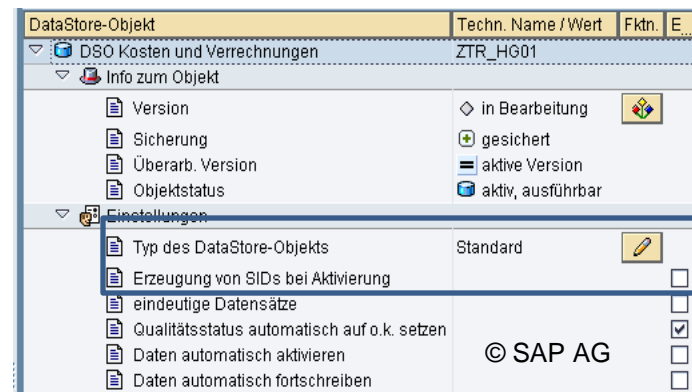 DataStore-Objekt Techn. Name / Wert Fktn. E...
DSO Kosten und Verrechnungen ZTR_HG01
Info zum Objekt
Version in Bearbeitung
Sicherung gesichert
Überarb. Version aktive Version
Objektstatus aktiv, ausführbar
Einstellungen
Typ des DataStore-Objekts Standard
Erzeugung von SIDs bei Aktivierung
eindeutige Datensätze
Qualitätsstatus automatisch auf o.k. setzen
Daten automatisch aktivieren © SAP AG
Daten automatisch fortschreiben